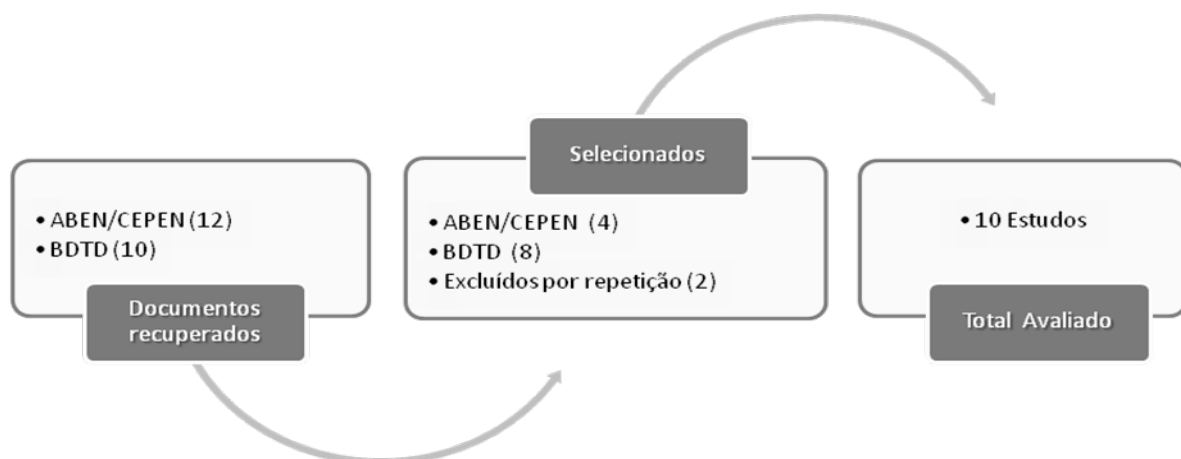 • ABEN/CEPEN (12)
• BDTD (10)
Documentos
recuperados
Selecionados
• ABEN/CEPEN (4)
• BDTD (8)
• Excluídos por repetição (2)
• 10 Estudos
Total Avaliado